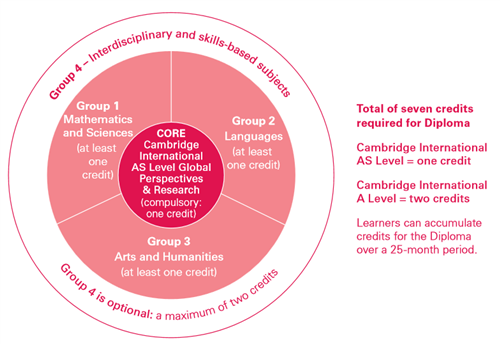 Group 4 – Interdisciplinary and skills-based subjects
Group 1
Mathematics
and Sciences
(at least
one
credit)
Group 2
Languages
(at least
one
credit)
CORE
Cambridge
International
AS Level Global
Perspectives
& Research
(compulsory:
one credit)
Group 3
Arts and Humanities
(at least one credit)
Group 4 is optional: a maximum of two credits
Total of seven credits
required for Diploma
Cambridge International
AS Level = one credit
Cambridge International
A Level = two credits
Learners can accumulate
credits for the Diploma
over a 25-month period.